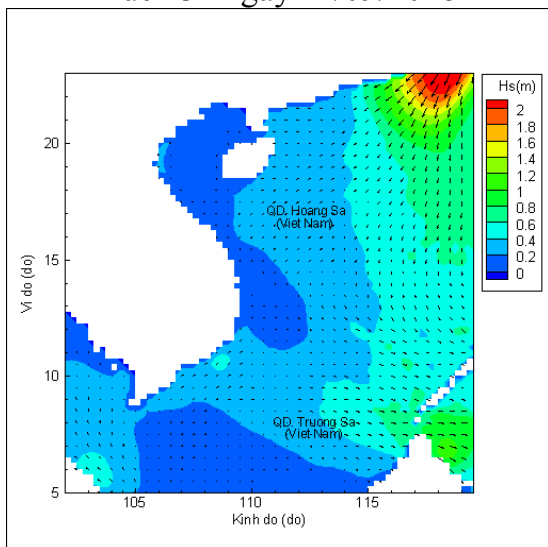 Hs(m)
2
1.8
1.6
1.4
1.2
1
0.8
0.6
0.4
0.2
0
20
15
10
5
QD. Hoang Sa
(Viet Nam)
QD. Truong Sa
(Viet Nam)
105
110
115
Kinh do (do)
Vi do (do)